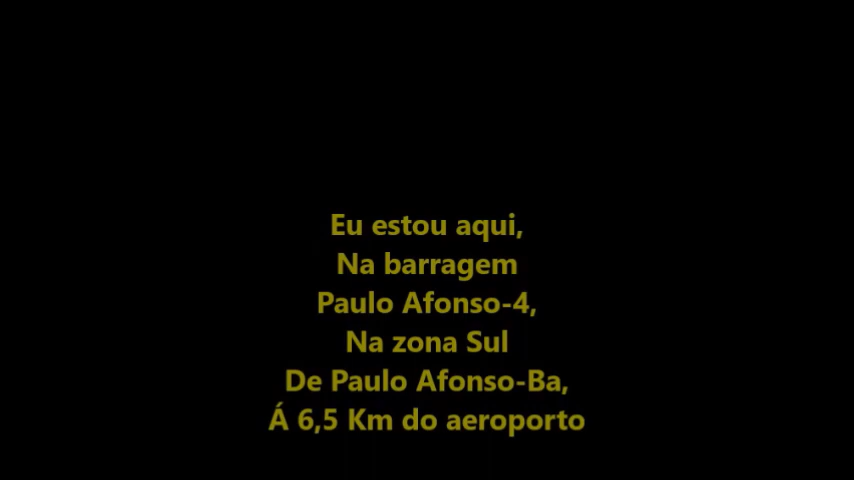 Eu estou aqui,
Na barragem
Paulo Afonso-4,
Na zona Sul
De Paulo Afonso-Ba,
Á 6,5 Km do aeroporto